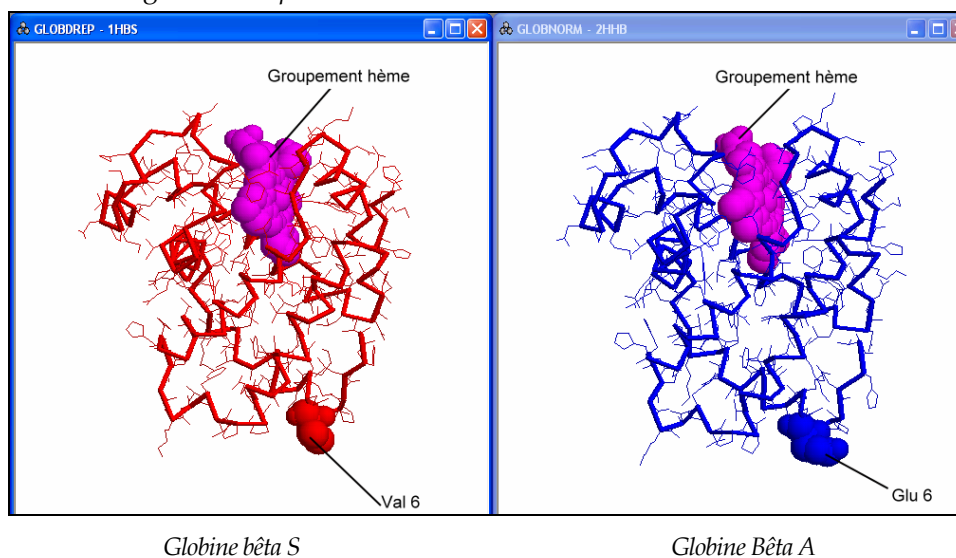 GLOBDREP - 1HBS
GLOBNORM - 2HHB
Groupement hème
Groupement hème
Val 6
Glu 6
Globine bêta S
Globine Bêta A